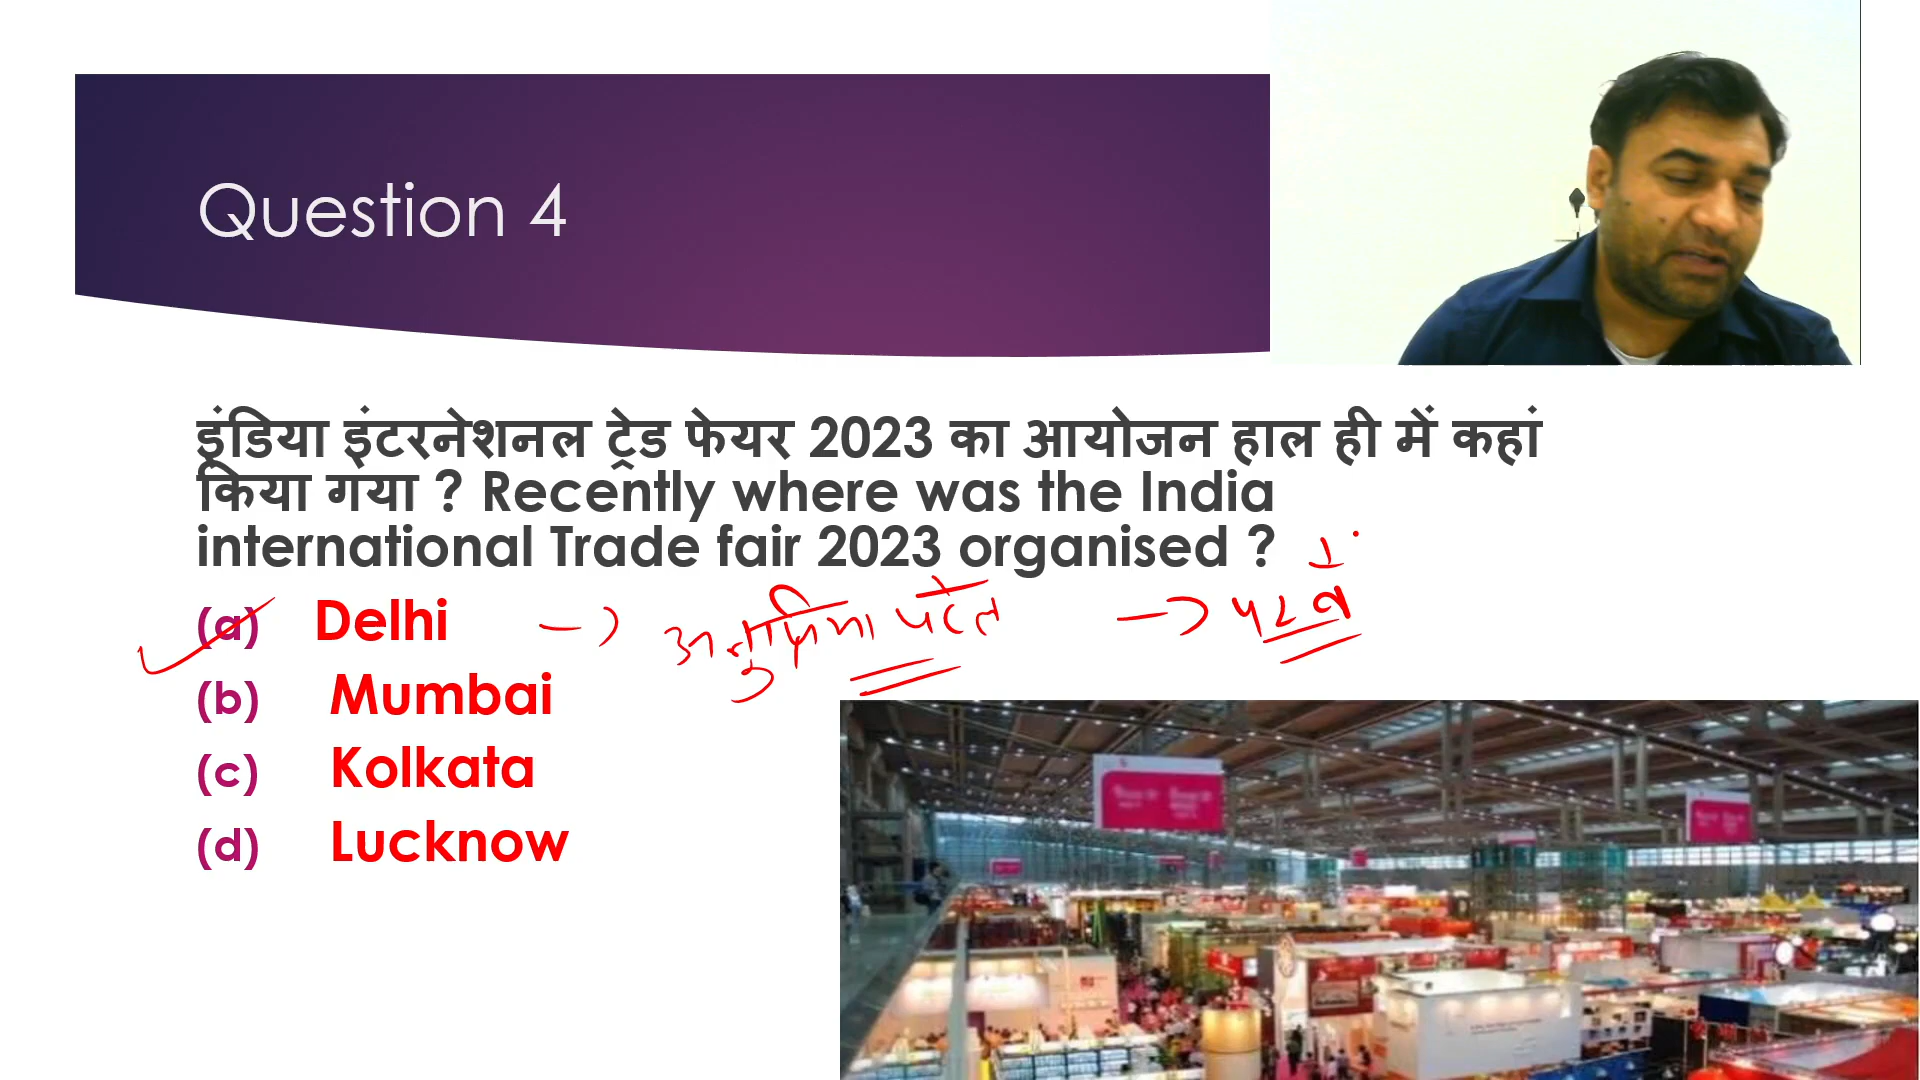 Question 4
इंडिया इंटरनेशनल ट्रेड फेयर 2023 का आयोजन हाल ही में कहां
किया गया ? Recently where was the India
international Trade fair 2023 organised ?
(a) Delhi → अनुप्रिया पटेल →
(b) Mumbai
(c) Kolkata
(d) Lucknow